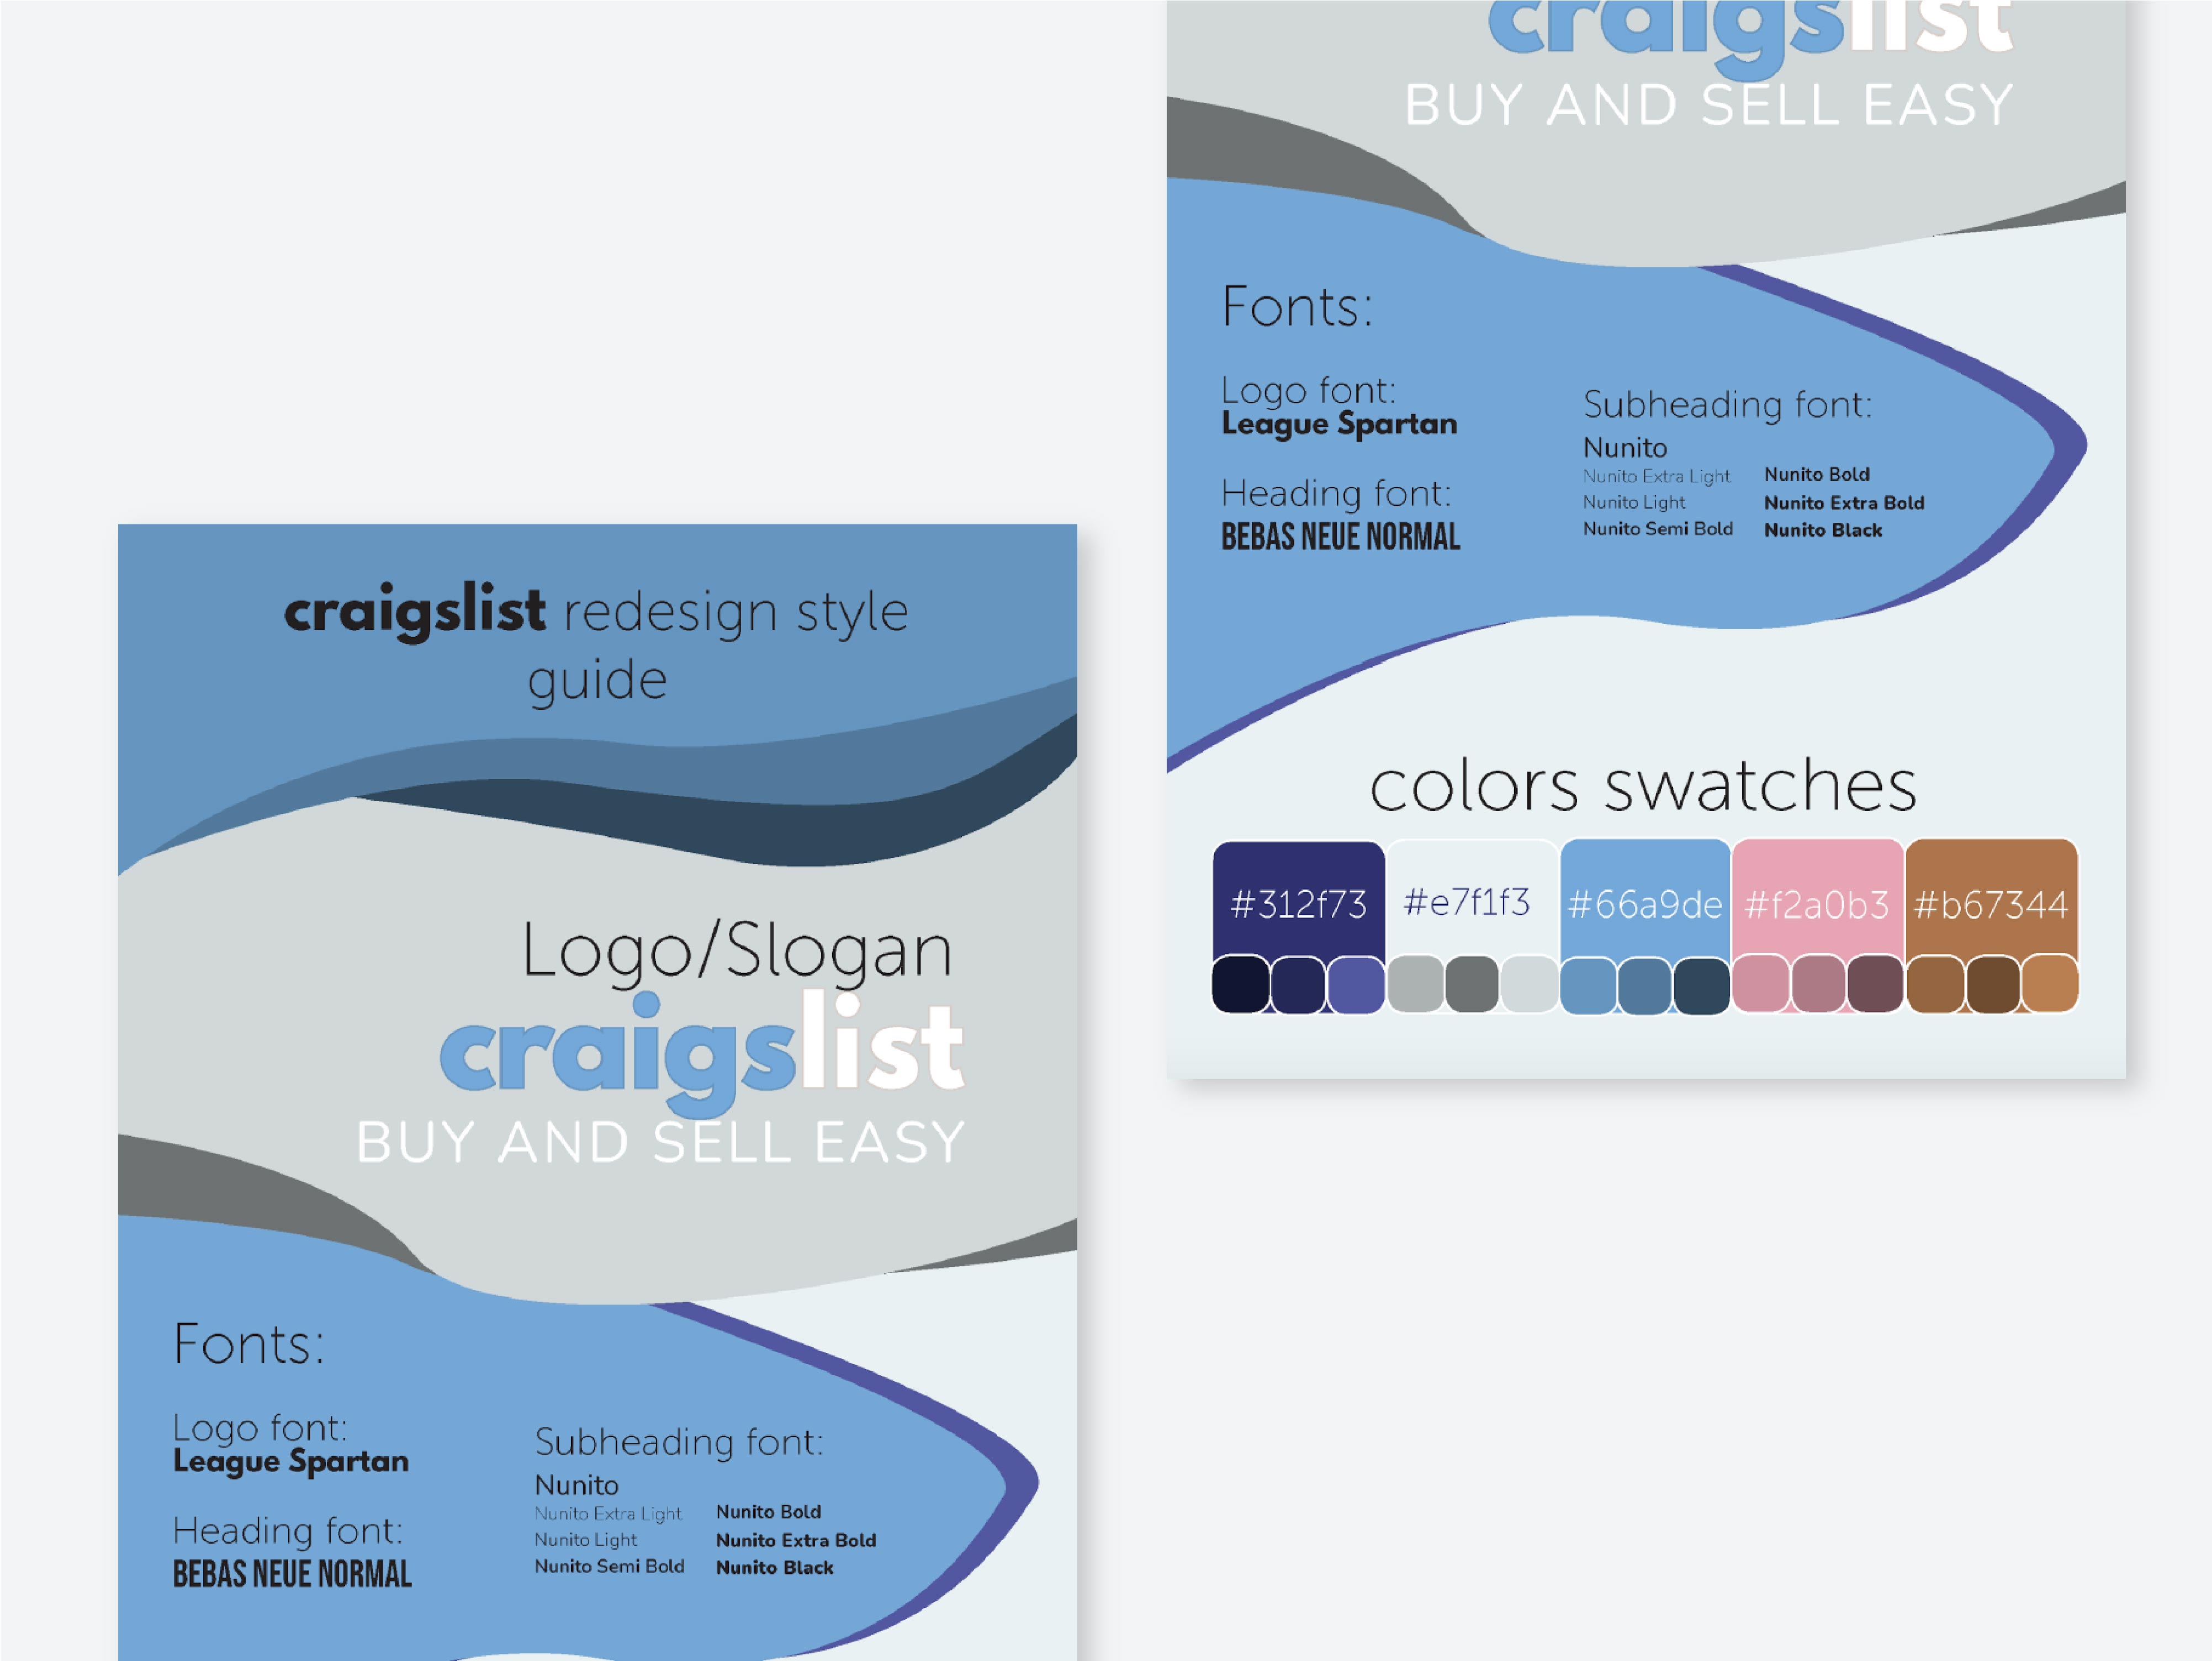 craigslist redesign style
guide
Logo/Slogan
craigslist
BUY AND SELL EASY
Fonts:
Logo font:
League Spartan
Heading font:
BEBAS NEUE NORMAL
Subheading font:
Nunito
Nunito Extra Light
Nunito Light
Nunito Semi Bold
Nunito Bold
Nunito Extra Bold
Nunito Black
craigslist
BUY AND SELL EASY
Fonts:
Logo font:
League Spartan
Heading font:
BEBAS NEUE NORMAL
Subheading font:
Nunito
Nunito Extra Light
Nunito Light
Nunito Semi Bold
Nunito Bold
Nunito Extra Bold
Nunito Black
colors swatches
#312f73 #e7f1f3 #66a9de #f2a0b3 #b67344